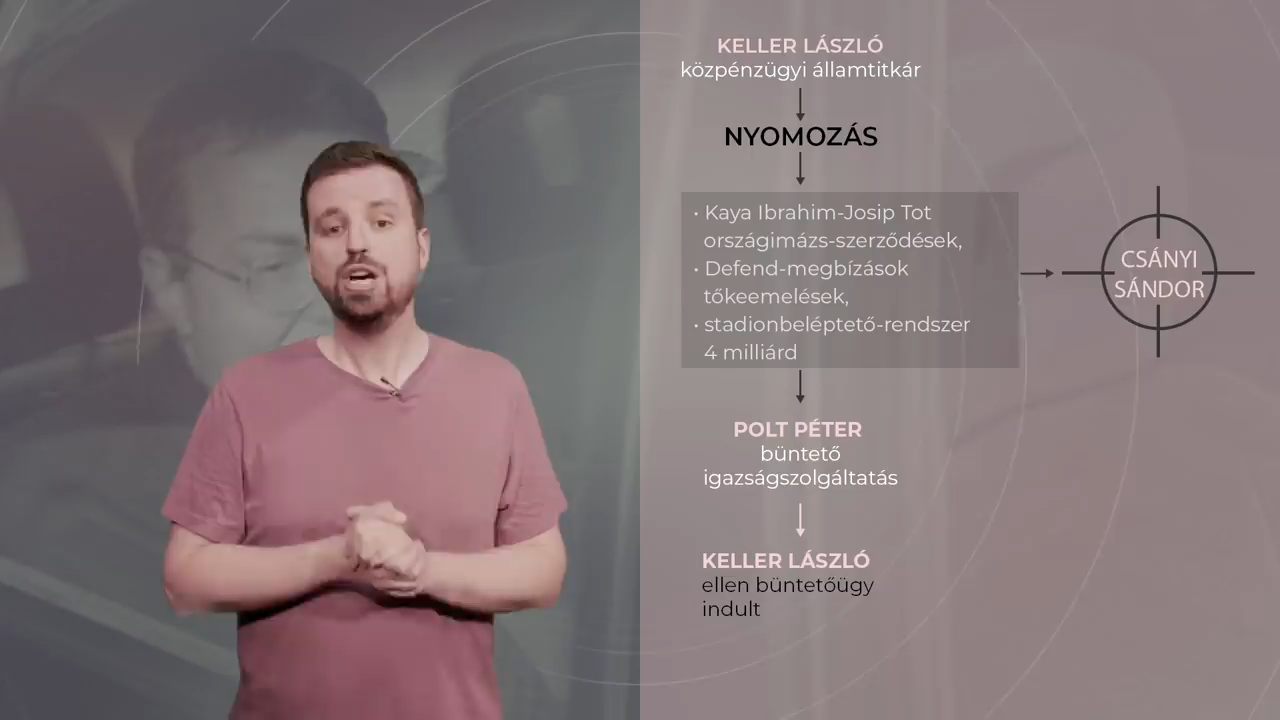 KELLER LÁSZLÓ
közpénzügyi államtitkár
NYOMOZÁS
• Kaya Ibrahim-Josip Tot
országimázs-szerződések,
• Defend-megbízások
tőkeemelések,
• stadionbeléptető-rendszer
4 milliárd
CSÁNYI
SÁNDOR
POLT PÉTER
büntető
igazságszolgáltatás
KELLER LÁSZLÓ
ellen büntetőügy
indult